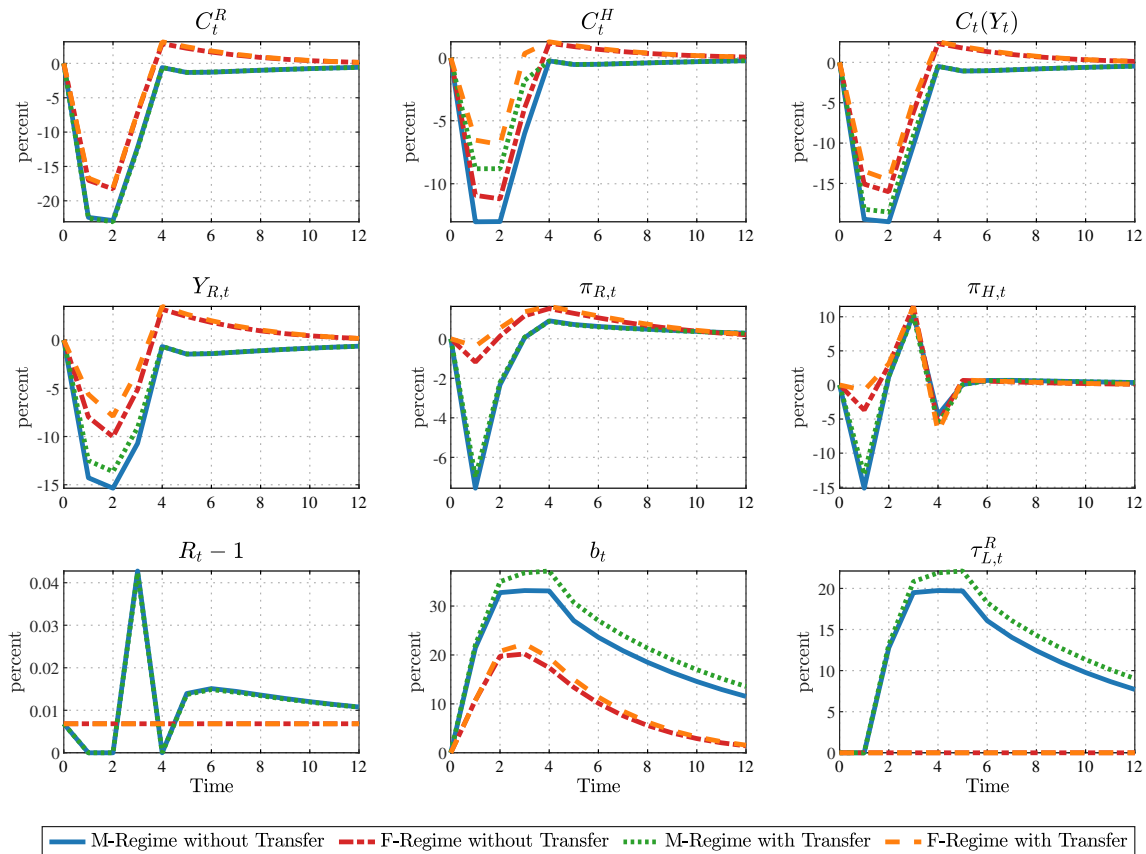 $C_t^R$ $C_t^H$ $C_t(Y_t)$
percent percent percent
0 -5 -10 -15 -20
0 -5 -10
0 -5 -10 -15
0 2 4 6 8 10 12 0 2 4 6 8 10 12 0 2 4 6 8 10 12
$Y_{R,t}$ $\pi_{R,t}$ $\pi_{H,t}$
percent percent percent
0 -5 -10 -15
0 -2 -4 -6
10 5 0 -5 -10 -15
0 2 4 6 8 10 12 0 2 4 6 8 10 12 0 2 4 6 8 10 12
$R_t - 1$ $b_t$ $\tau_{L,t}^R$
percent percent percent
0.04 0.03 0.02 0.01 0
30 20 10 0
20 15 10 5 0
0 2 4 6 8 10 12 0 2 4 6 8 10 12 0 2 4 6 8 10 12
Time Time Time
M-Regime without Transfer F-Regime without Transfer M-Regime with Transfer F-Regime with Transfer